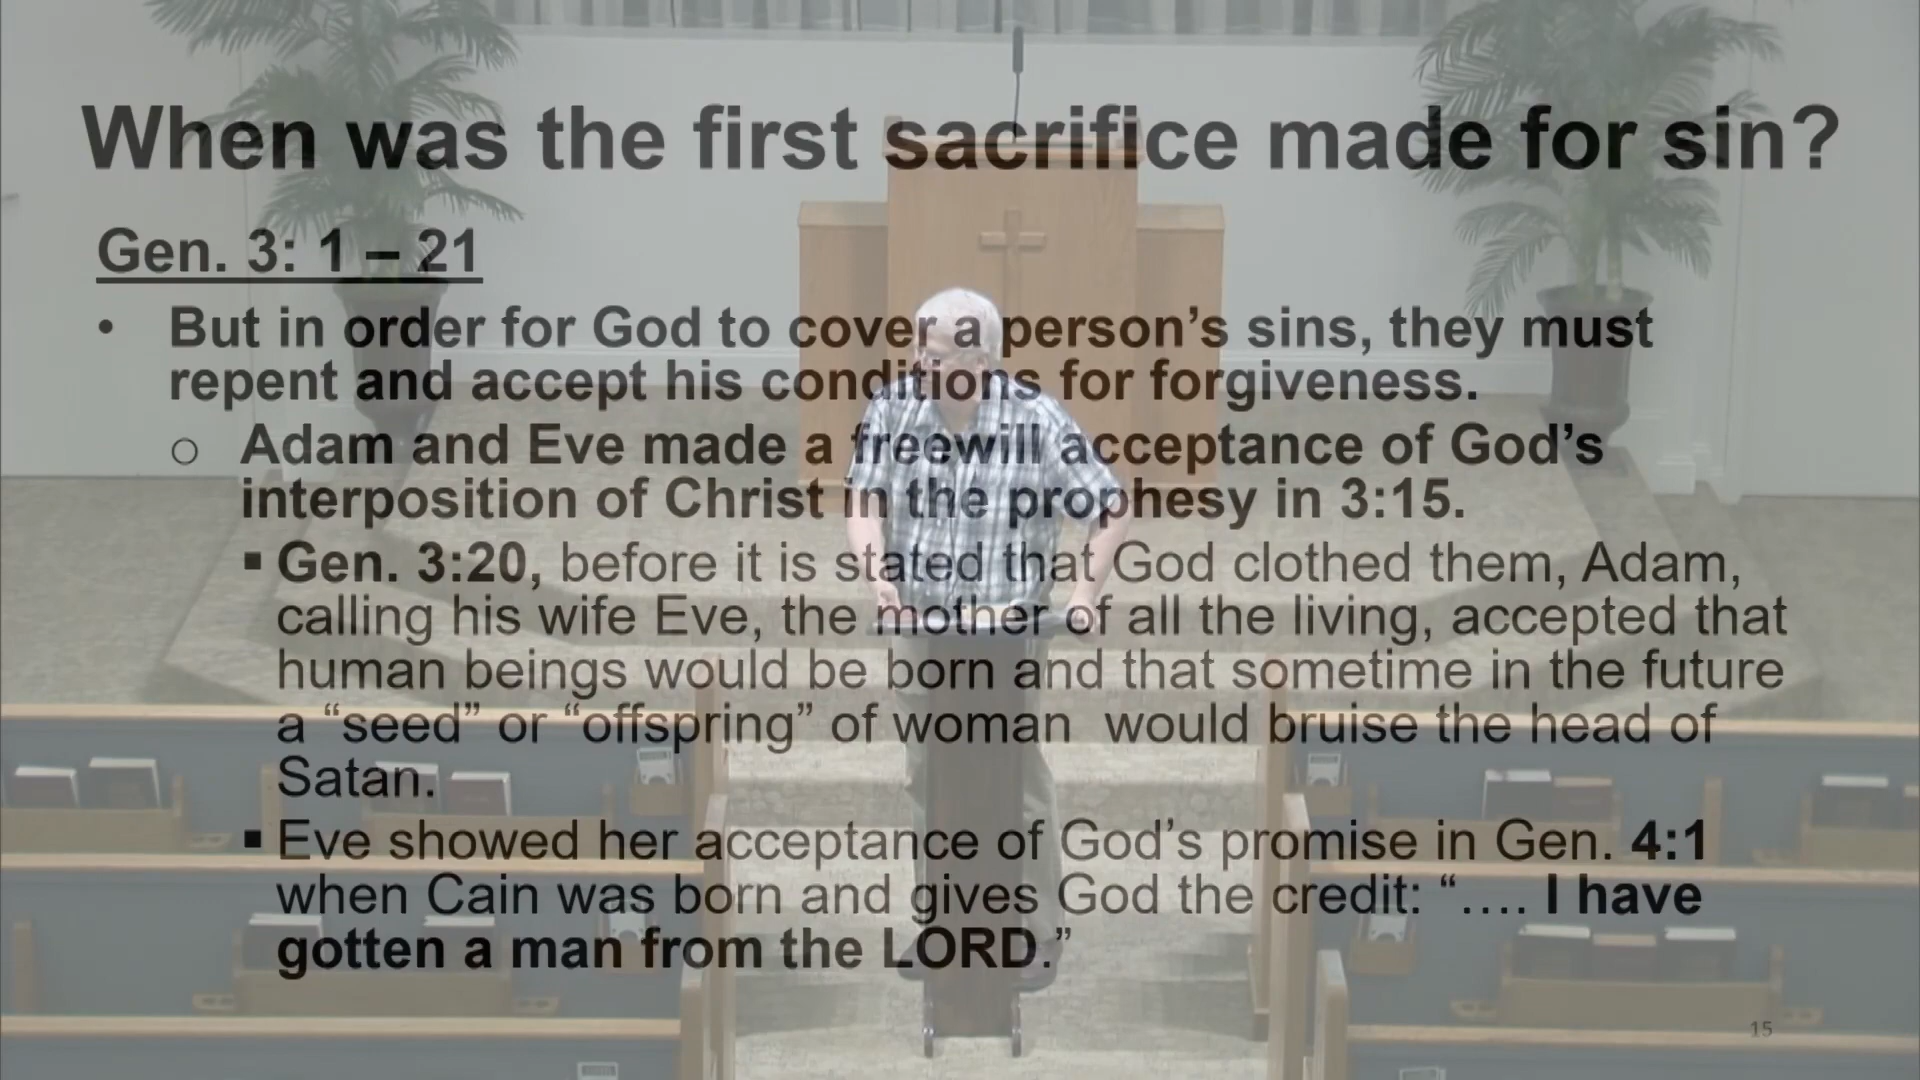 When was the first sacrifice made for sin?
Gen. 3: 1 – 21
• But in order for God to cover a person’s sins, they must
repent and accept his conditions for forgiveness.
o Adam and Eve made a freewill acceptance of God’s
interposition of Christ in the prophesy in 3:15.
▪ Gen. 3:20, before it is stated that God clothed them, Adam,
calling his wife Eve, the mother of all the living, accepted that
human beings would be born and that sometime in the future
a “seed” or “offspring” of woman would bruise the head of
Satan.
▪ Eve showed her acceptance of God’s promise in Gen. 4:1
when Cain was born and gives God the credit: “…. I have
gotten a man from the LORD.”
15